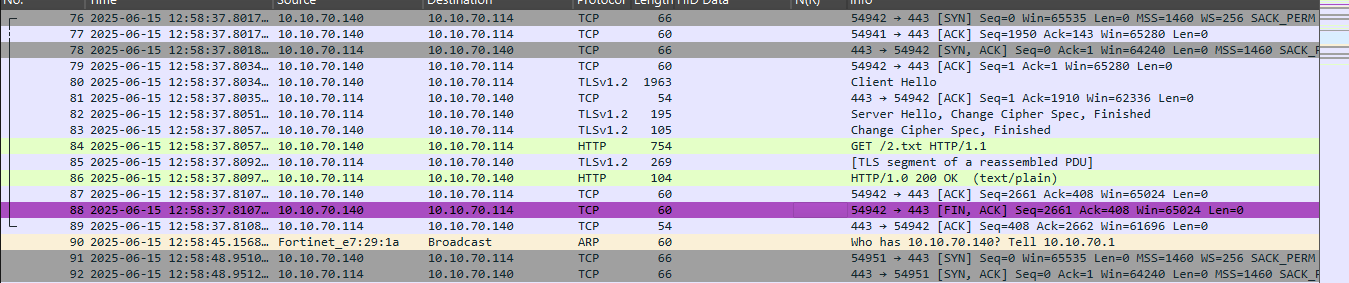 No. Time Source Destination Protocol Length HID Data N(R) Info
76 2025-06-15 12:58:37.8017… 10.10.70.140 10.10.70.114 TCP 66 54942 → 443 [SYN] Seq=0 Win=65535 Len=0 MSS=1460 WS=256 SACK_PERM
77 2025-06-15 12:58:37.8017… 10.10.70.140 10.10.70.114 TCP 60 54941 → 443 [ACK] Seq=1950 Ack=143 Win=65280 Len=0
78 2025-06-15 12:58:37.8018… 10.10.70.114 10.10.70.140 TCP 66 443 → 54942 [SYN, ACK] Seq=0 Ack=1 Win=64240 Len=0 MSS=1460 SACK_P
79 2025-06-15 12:58:37.8034… 10.10.70.140 10.10.70.114 TCP 60 54942 → 443 [ACK] Seq=1 Ack=1 Win=65280 Len=0
80 2025-06-15 12:58:37.8034… 10.10.70.140 10.10.70.114 TLSv1.2 1963 Client Hello
81 2025-06-15 12:58:37.8035… 10.10.70.114 10.10.70.140 TCP 54 443 → 54942 [ACK] Seq=1 Ack=1910 Win=62336 Len=0
82 2025-06-15 12:58:37.8051… 10.10.70.114 10.10.70.140 TLSv1.2 195 Server Hello, Change Cipher Spec, Finished
83 2025-06-15 12:58:37.8057… 10.10.70.140 10.10.70.114 TLSv1.2 105 Change Cipher Spec, Finished
84 2025-06-15 12:58:37.8057… 10.10.70.140 10.10.70.114 HTTP 754 GET /2.txt HTTP/1.1
85 2025-06-15 12:58:37.8092… 10.10.70.114 10.10.70.140 TLSv1.2 269 [TLS segment of a reassembled PDU]
86 2025-06-15 12:58:37.8097… 10.10.70.114 10.10.70.140 HTTP 104 HTTP/1.0 200 OK (text/plain)
87 2025-06-15 12:58:37.8107… 10.10.70.140 10.10.70.114 TCP 60 54942 → 443 [ACK] Seq=2661 Ack=408 Win=65024 Len=0
88 2025-06-15 12:58:37.8107… 10.10.70.140 10.10.70.114 TCP 60 54942 → 443 [FIN, ACK] Seq=2661 Ack=408 Win=65024 Len=0
89 2025-06-15 12:58:37.8108… 10.10.70.114 10.10.70.140 TCP 54 443 → 54942 [ACK] Seq=408 Ack=2662 Win=61696 Len=0
90 2025-06-15 12:58:45.1568… Fortinet_e7:29:1a Broadcast ARP 60 Who has 10.10.70.140? Tell 10.10.70.1
91 2025-06-15 12:58:48.9510… 10.10.70.140 10.10.70.114 TCP 66 54951 → 443 [SYN] Seq=0 Win=65535 Len=0 MSS=1460 WS=256 SACK_PERM
92 2025-06-15 12:58:48.9512… 10.10.70.114 10.10.70.140 TCP 66 443 → 54951 [SYN, ACK] Seq=0 Ack=1 Win=64240 Len=0 MSS=1460 SACK_P